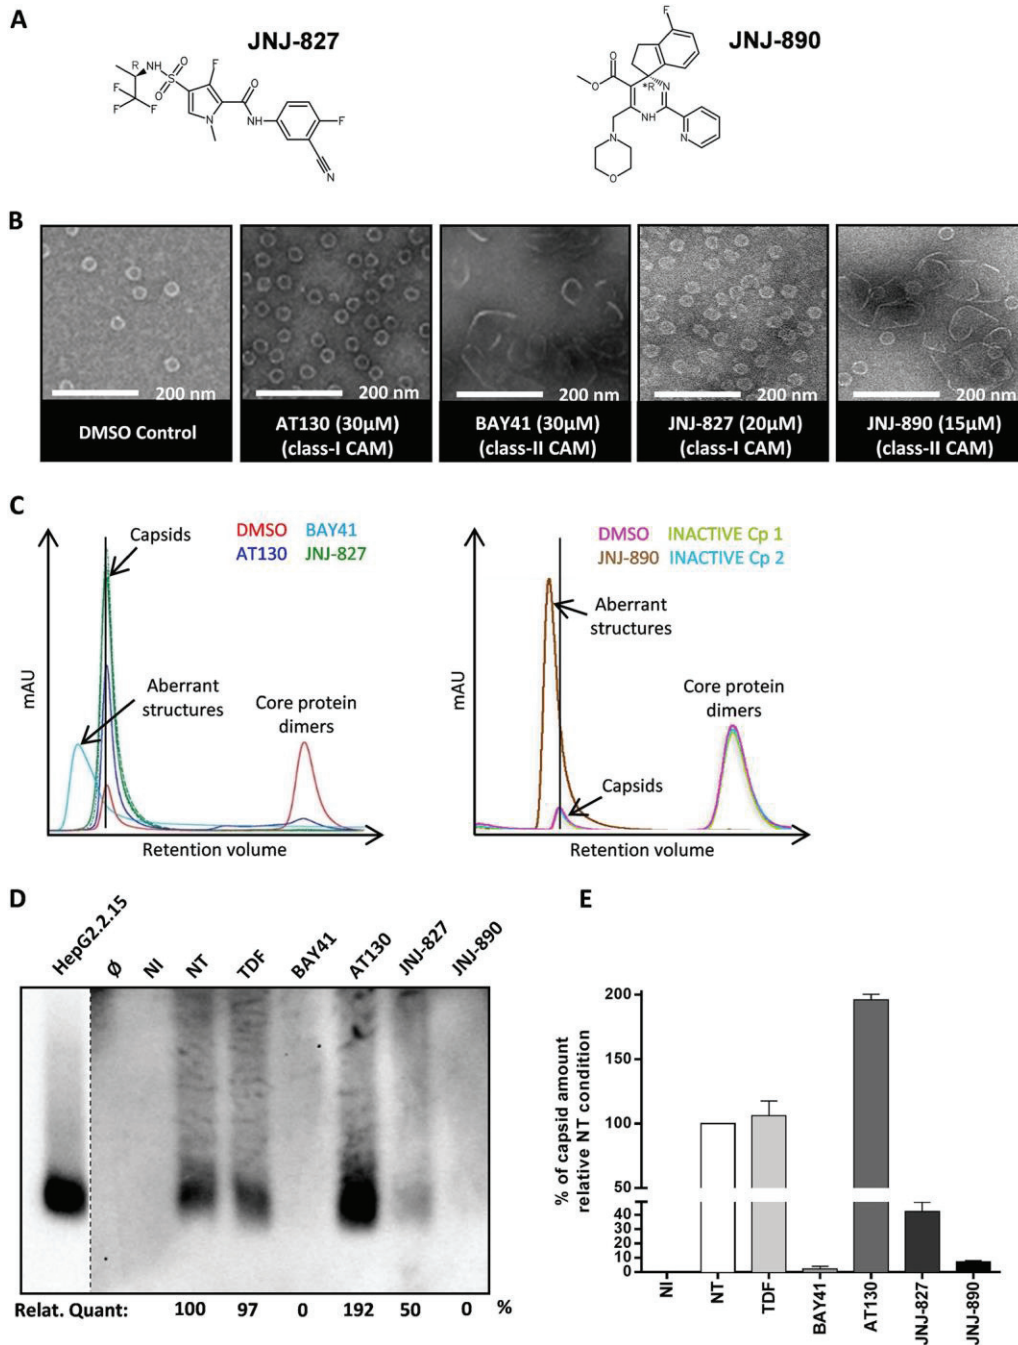 A
JNJ-827
JNJ-890
F
NH
R
F
O
S
O
O
F
F
F
N
NH
F
N
O
O
*R
N
NH
N
N
O
B
200 nm
200 nm
200 nm
200 nm
200 nm
DMSO Control
AT130 (30µM)
(class-I CAM)
BAY41 (30µM)
(class-II CAM)
JNJ-827 (20µM)
(class-I CAM)
JNJ-890 (15µM)
(class-II CAM)
C
Capsids
DMSO BAY41
AT130 JNJ-827
Aberrant
structures
Core protein
dimers
mAU
Retention volume
DMSO INACTIVE Cp 1
JNJ-890 INACTIVE Cp 2
Aberrant
structures
Core protein
dimers
Capsids
mAU
Retention volume
D
HepG2.2.15
Ø
NI
NT
TDF
BAY41
AT130
JNJ-827
JNJ-890
Relat. Quant: 100 97 0 192 50 0 %
E
% of capsid amount
relative NT condition
200
150
100
50
40
30
20
10
0
NI
NT
TDF
BAY41
AT130
JNJ-827
JNJ-890